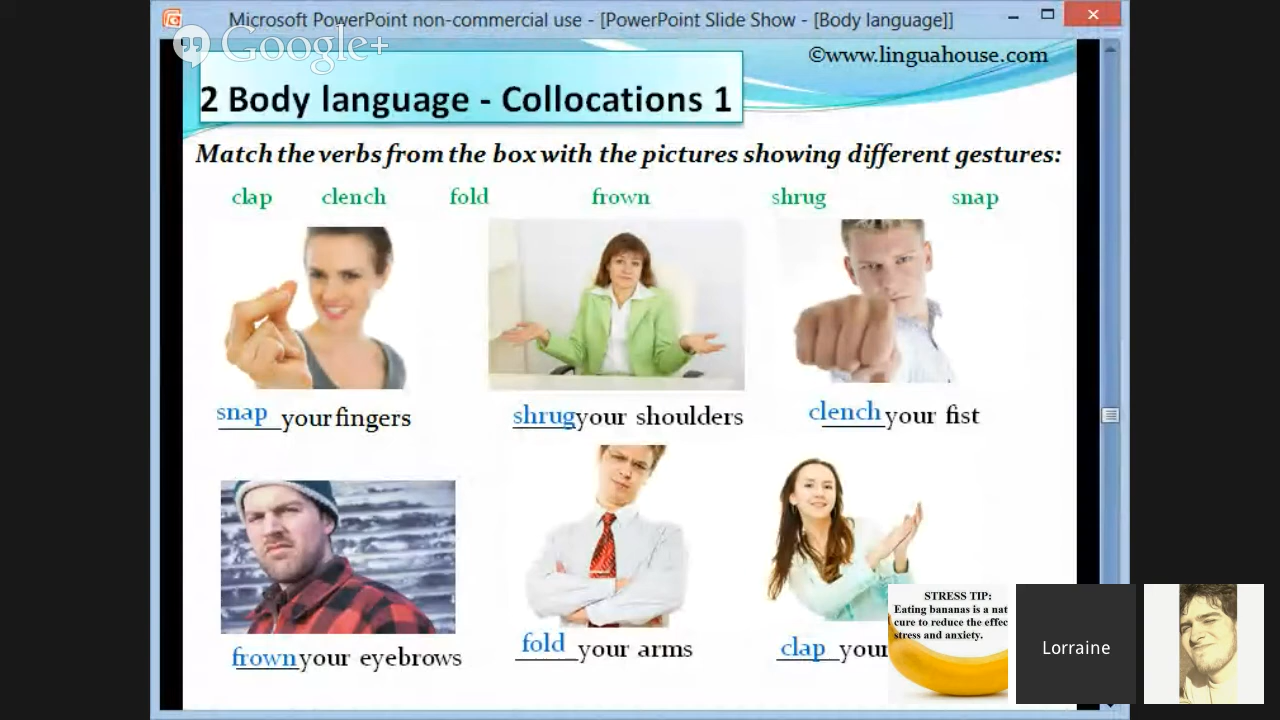 Microsoft PowerPoint non-commercial use - [PowerPoint Slide Show - [Body language]]
Google+
©www.linguahouse.com
2 Body language - Collocations 1
Match the verbs from the box with the pictures showing different gestures:
clap clench fold frown shrug snap
snap your fingers
shrug your shoulders
clench your fist
frown your eyebrows
fold your arms
clap your
STRESS TIP:
Eating bananas is a nat
cure to reduce the effec
stress and anxiety.
Lorraine